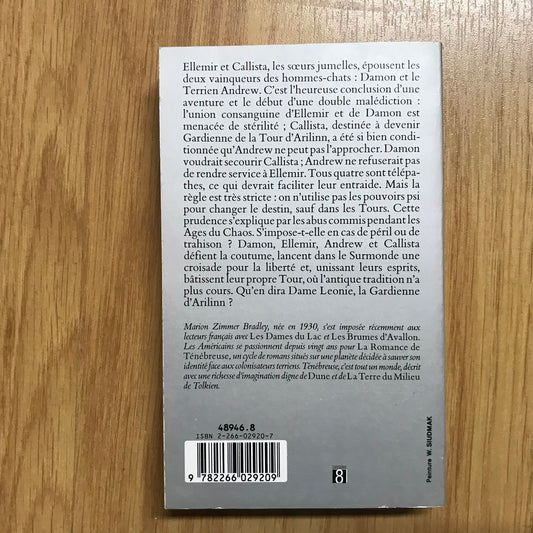 Ellemir et Callista, les sœurs jumelles, épousent les
deux vainqueurs des hommes-chats : Damon et le
Terrien Andrew. C'est l'heureuse conclusion d'une
aventure et le début d'une double malédiction :
l'union consanguine d'Ellemir et de Damon est
menacée de stérilité ; Callista, destinée à devenir
Gardienne de la Tour d'Arilinn, a été si bien condi-
tionnée qu'Andrew ne peut pas l'approcher. Damon
voudrait secourir Callista ; Andrew ne refuserait pas
de rendre service à Ellemir. Tous quatre sont télépa-
thes, ce qui devrait faciliter leur entraide. Mais la
règle est très stricte : on n'utilise pas les pouvoirs psi
pour changer le destin, sauf dans les Tours. Cette
prudence s'explique par les abus commis pendant les
Ages du Chaos. S'impose-t-elle en cas de péril ou de
trahison ? Damon, Ellemir, Andrew et Callista
défient la coutume, lancent dans le Surmonde une
croisade pour la liberté et, unissant leurs esprits,
bâtissent leur propre Tour, où l'antique tradition n'a
plus cours. Qu'en dira Dame Leonie, la Gardienne
d'Arilinn ?
Marion Zimmer Bradley, née en 1930, s'est imposée récemment aux
lecteurs français avec Les Dames du Lac et Les Brumes d'Avallon.
Les Américains se passionnent depuis vingt ans pour La Romance de
Ténébreuse, un cycle de romans situés sur une planète décidée à sauver son
identité face aux colonisateurs terriens. Ténébreuse, c'est tout un monde, décrit
avec une richesse d'imagination digne de Dune et de La Terre du Milieu
de Tolkien.
48946.8
ISBN 2-266-02920-7
9 782266 029209
8
Peinture W. SIUDMAK